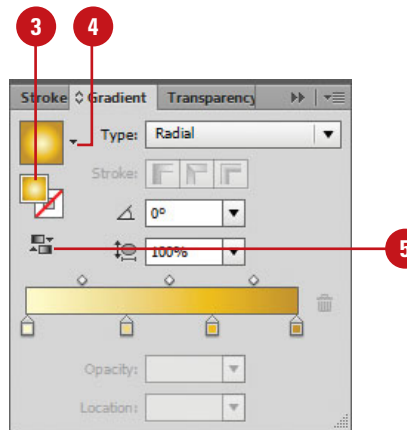 3 4
Stroke Gradient Transparency
Type: Radial
Stroke:
0°
100%
5
Opacity:
Location: